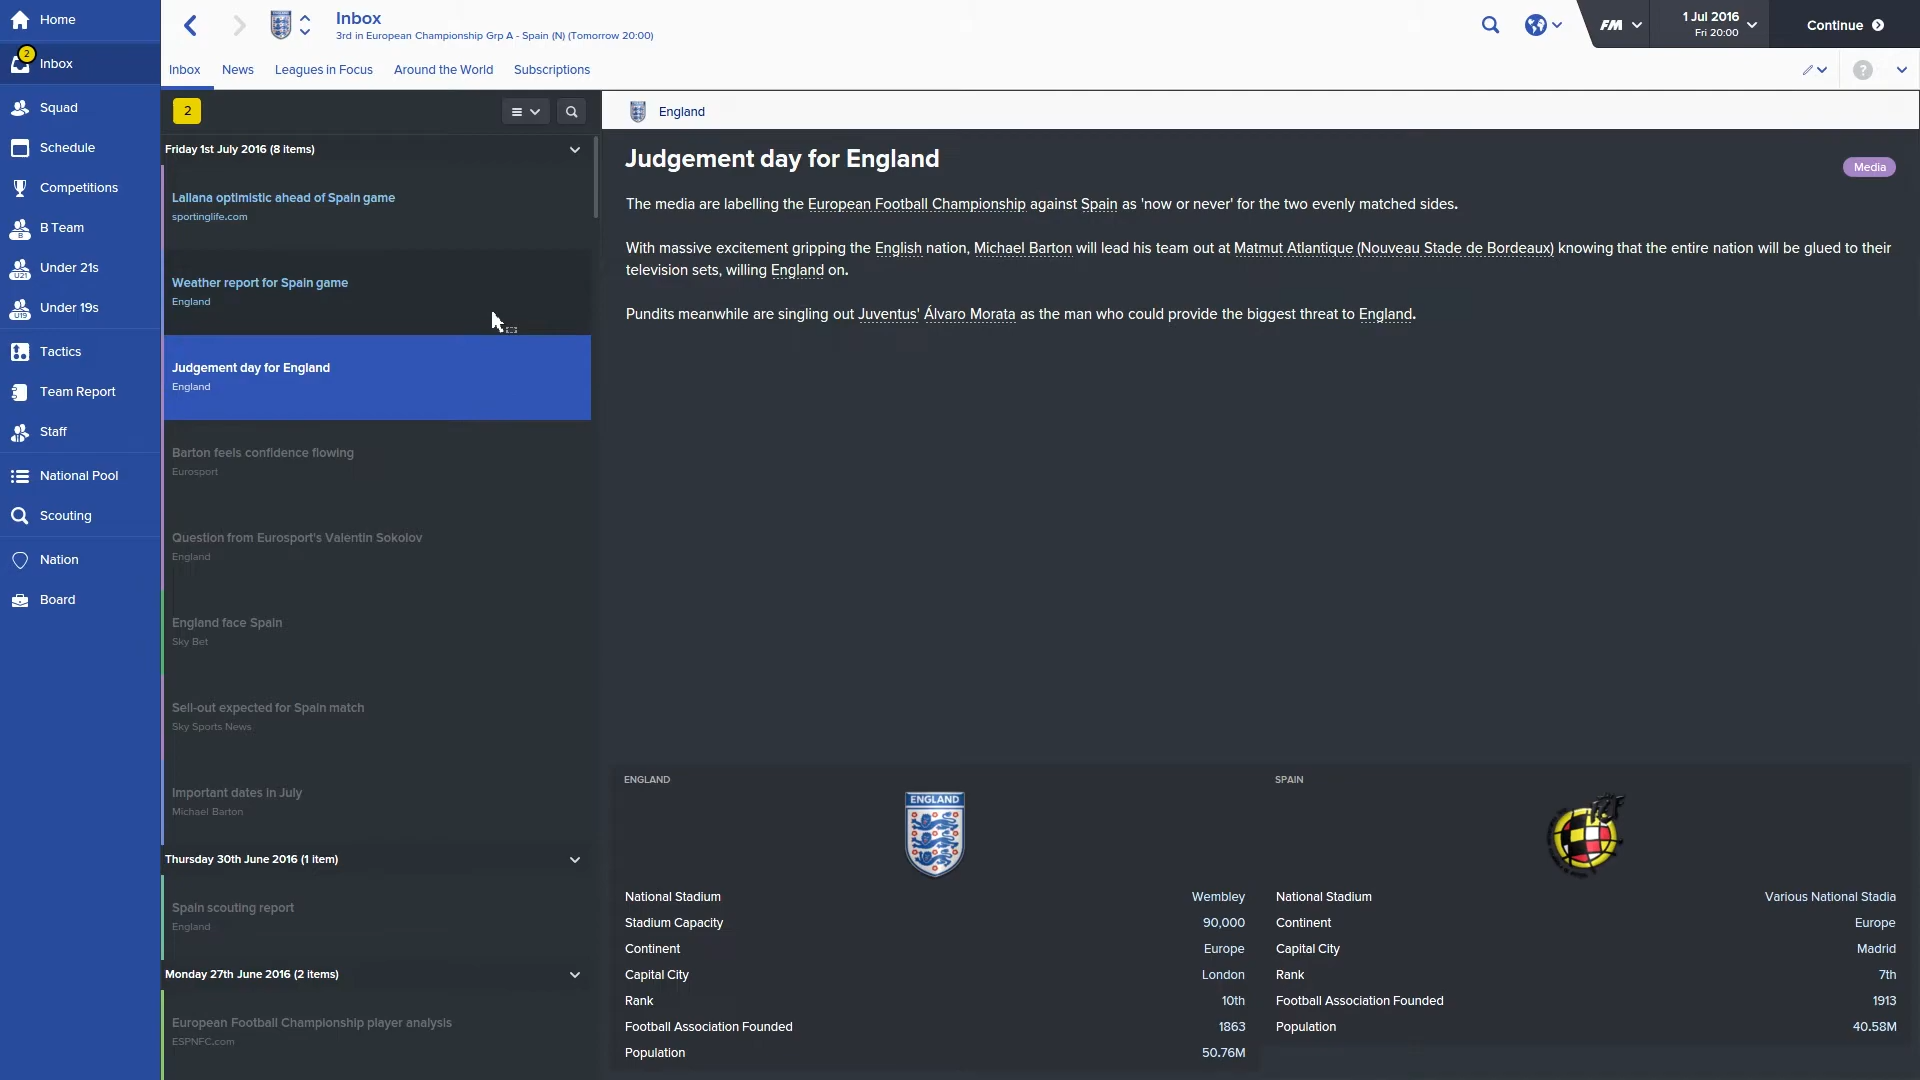 Home
2
Inbox
Squad
Schedule
Competitions
B
B Team
U21
Under 21s
U19
Under 19s
Tactics
Team Report
Staff
National Pool
Scouting
Nation
Board
Inbox
3rd in European Championship Grp A - Spain (N) (Tomorrow 20:00)
FM
1 Jul 2016
Fri 20:00
Continue
Inbox News Leagues in Focus Around the World Subscriptions
?
2
Friday 1st July 2016 (8 items)
Lallana optimistic ahead of Spain game
sportinglife.com
Weather report for Spain game
England
Judgement day for England
England
Barton feels confidence flowing
Eurosport
Question from Eurosport's Valentin Sokolov
England
England face Spain
Sky Bet
Sell-out expected for Spain match
Sky Sports News
Important dates in July
Michael Barton
Thursday 30th June 2016 (1 item)
Spain scouting report
England
Monday 27th June 2016 (2 items)
European Football Championship player analysis
ESPNFC.com
England
Judgement day for England
Media
The media are labelling the European Football Championship against Spain as 'now or never' for the two evenly matched sides.
With massive excitement gripping the English nation, Michael Barton will lead his team out at Matmut Atlantique (Nouveau Stade de Bordeaux) knowing that the entire nation will be glued to their
television sets, willing England on.
Pundits meanwhile are singling out Juventus' Álvaro Morata as the man who could provide the biggest threat to England.
ENGLAND
ENGLAND
National Stadium Wembley
Stadium Capacity 90,000
Continent Europe
Capital City London
Rank 10th
Football Association Founded 1863
Population 50.76M
SPAIN
National Stadium Various National Stadia
Continent Europe
Capital City Madrid
Rank 7th
Football Association Founded 1913
Population 40.58M